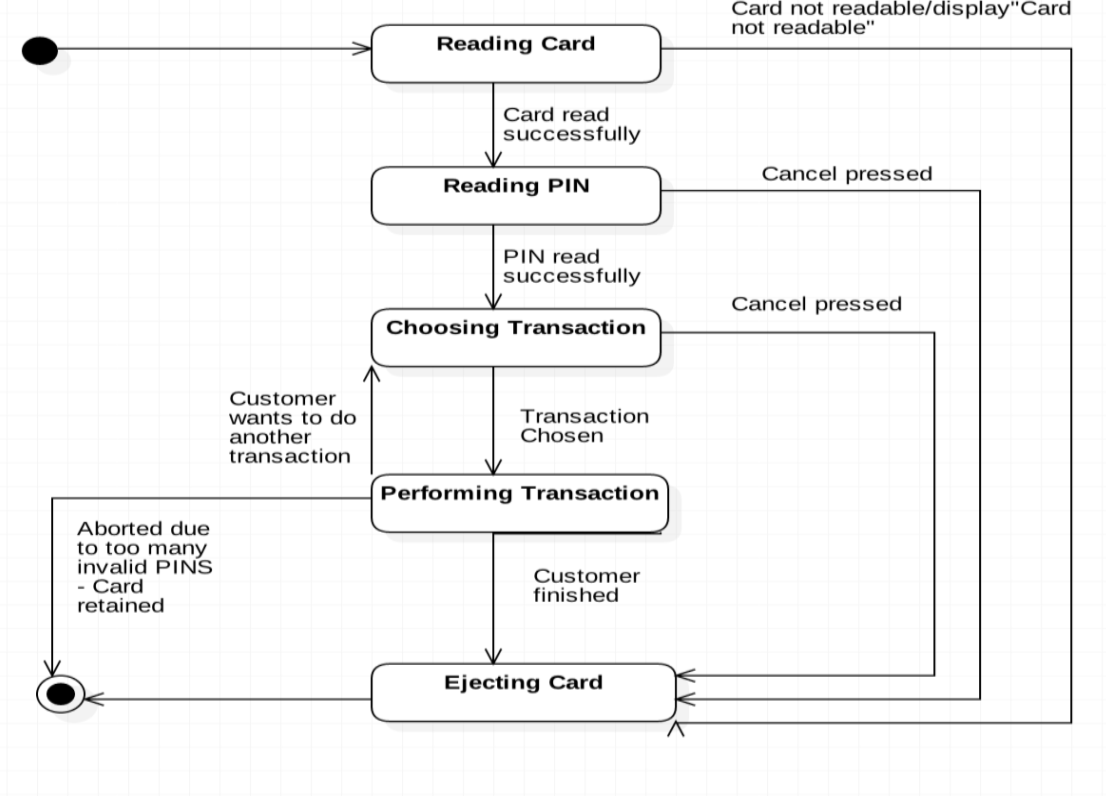 Card not readable/display"Card
not readable"
Reading Card
Card read
successfully
Reading PIN
Cancel pressed
PIN read
successfully
Choosing Transaction
Cancel pressed
Customer
wants to do
another
transaction
Transaction
Chosen
Performing Transaction
Aborted due
to too many
invalid PINS
- Card
retained
Customer
finished
Ejecting Card